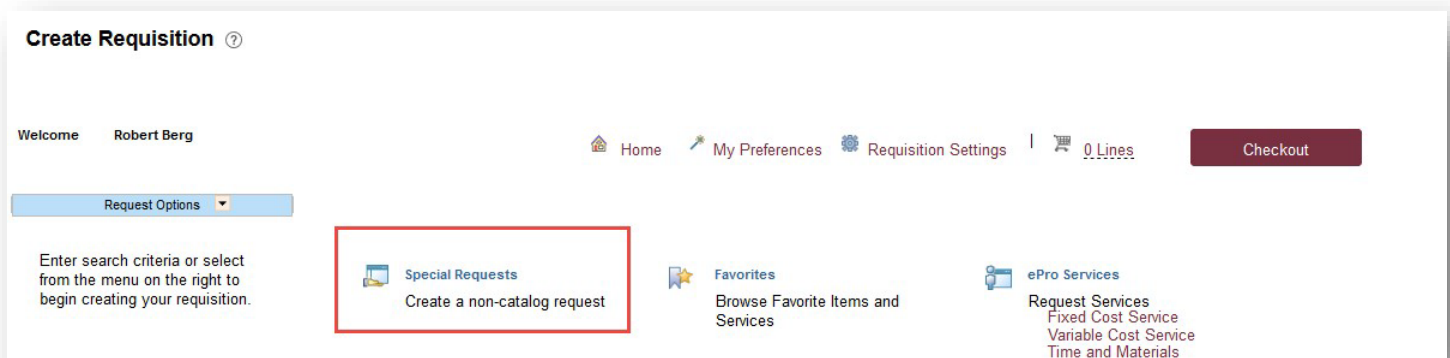 Create Requisition ?
Welcome Robert Berg
Home My Preferences Requisition Settings | 0 Lines Checkout
Request Options
Enter search criteria or select
from the menu on the right to
begin creating your requisition.
Special Requests
Create a non-catalog request
Favorites
Browse Favorite Items and
Services
ePro Services
Request Services
Fixed Cost Service
Variable Cost Service
Time and Materials